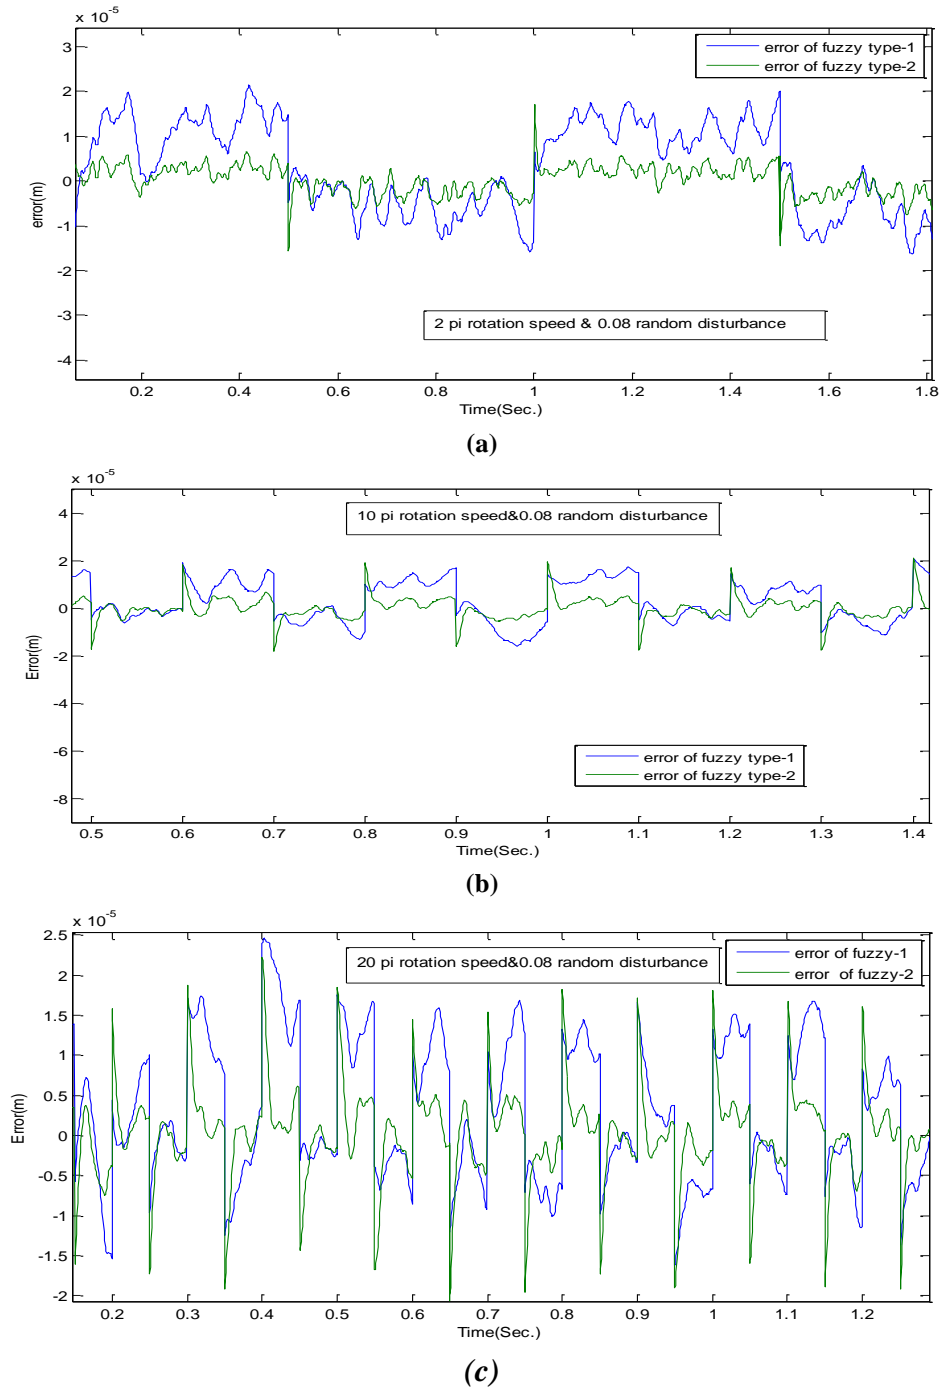 x 10-5
3
2
1
0
-1
-2
-3
-4
error(m)
error of fuzzy type-1
error of fuzzy type-2
2 pi rotation speed & 0.08 random disturbance
0.2 0.4 0.6 0.8 1 1.2 1.4 1.6 1.8
Time(Sec.)
(a)
x 10-5
4
2
0
-2
-4
-6
-8
Error(m)
10 pi rotation speed&0.08 random disturbance
error of fuzzy type-1
error of fuzzy type-2
0.5 0.6 0.7 0.8 0.9 1 1.1 1.2 1.3 1.4
Time(Sec.)
(b)
x 10-5
2.5
2
1.5
1
0.5
0
-0.5
-1
-1.5
-2
Error(m)
20 pi rotation speed&0.08 random disturbance
error of fuzzy-1
error of fuzzy-2
0.2 0.3 0.4 0.5 0.6 0.7 0.8 0.9 1 1.1 1.2
Time(Sec.)
(c)